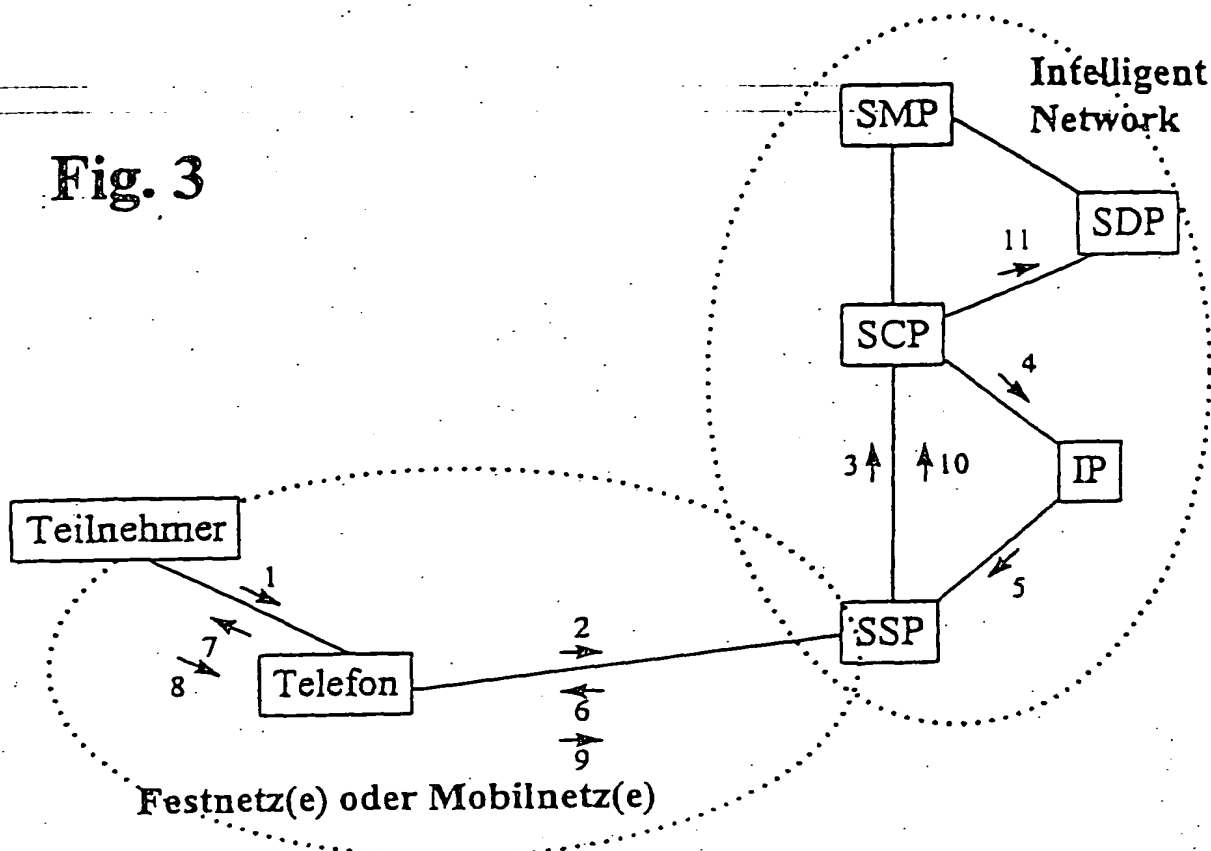 Fig. 3
Infelligent
Network
SMP
SDP
11
SCP
4
3
10
IP
Teilnehmer
1
5
2
SSP
7
8
Telefon
6
9
Festnetz(e) oder Mobilnetz(e)